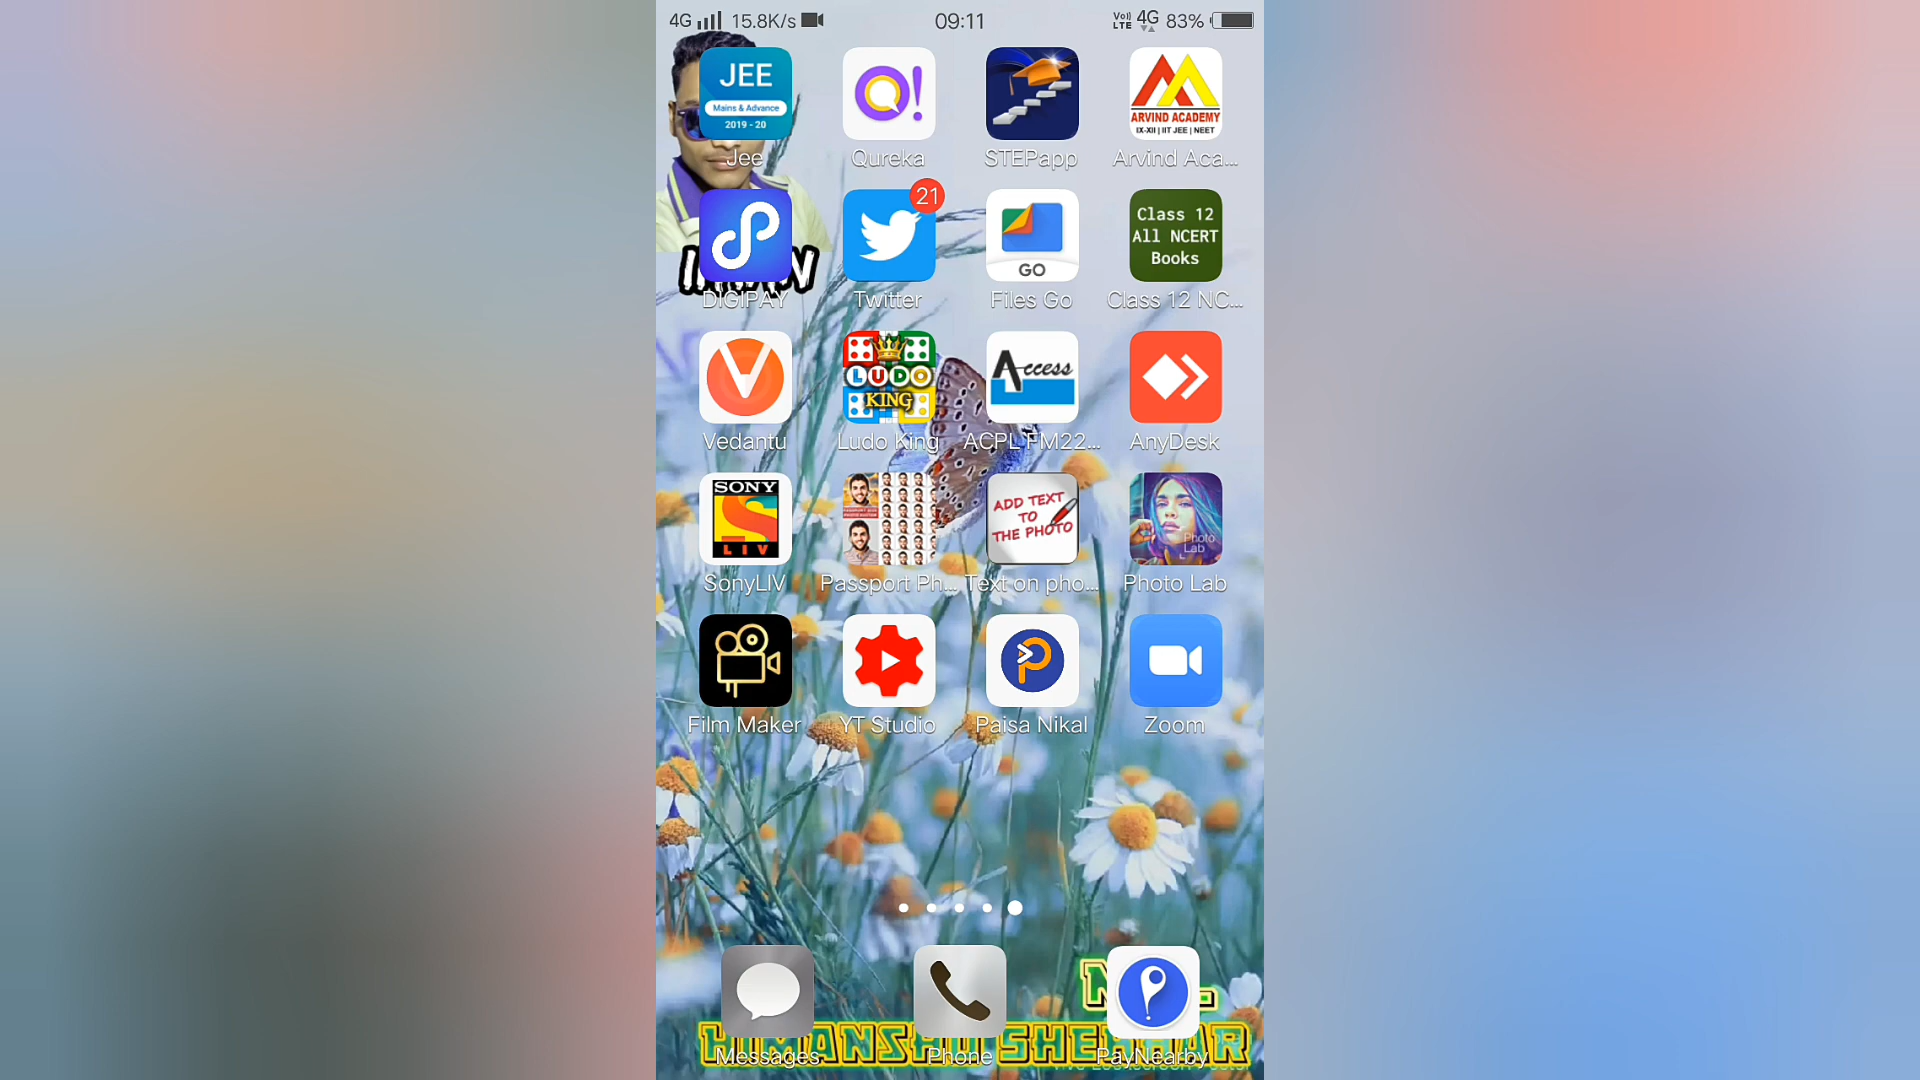 4G 15.8K/s 09:11 VoLTE 4G 83%
JEE
Mains & Advance
2019 - 20
ARVIND ACADEMY
IX-XII | IIT JEE | NEET
Jee Qureka STEPapp Arvind Aca...
21
GO
Class 12
All NCERT
Books
DIGIPAY Twitter Files Go Class 12 NC...
LUDO
KING
Access
Vedantu Ludo King ACPL FM22... AnyDesk
SONY
LIV
ADD TEXT
TO
THE PHOTO
Photo
Lab
SonyLIV Passport Ph... Text on pho... Photo Lab
Film Maker YT Studio Paisa Nikal Zoom
HIMANSHU SHEKHAR
Messages Phone PayNearby